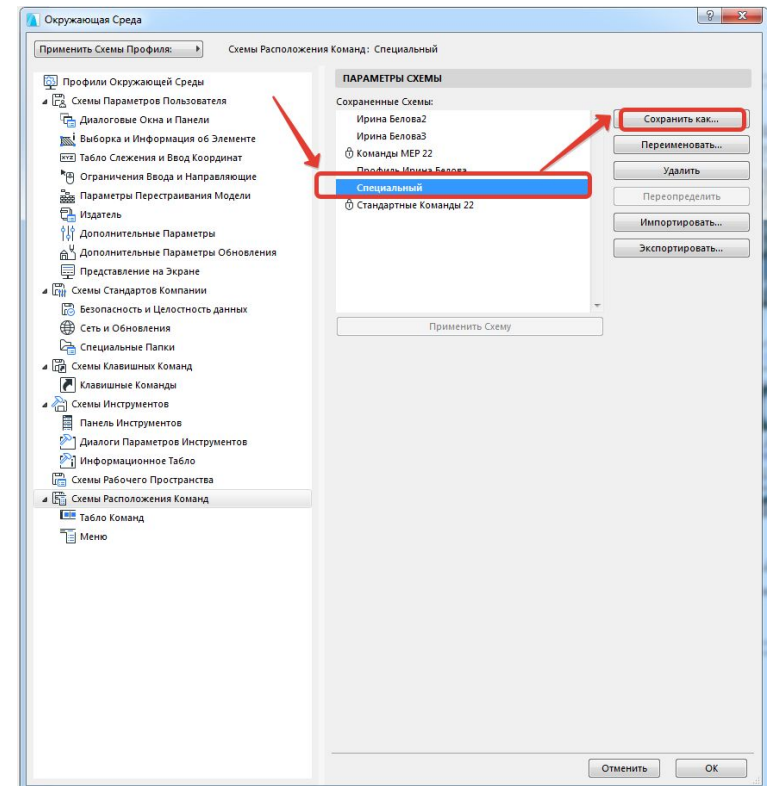 Окружающая Среда
Применить Схемы Профиля:
Схемы Расположения Команд: Специальный
Профили Окружающей Среды
Схемы Параметров Пользователя
Диалоговые Окна и Панели
Выборка и Информация об Элементе
Табло Слежения и Ввод Координат
Ограничения Ввода и Направляющие
Параметры Перестраивания Модели
Издатель
Дополнительные Параметры
Дополнительные Параметры Обновления
Представление на Экране
Схемы Стандартов Компании
Безопасность и Целостность данных
Сеть и Обновления
Специальные Папки
Схемы Клавишных Команд
Клавишные Команды
Схемы Инструментов
Панель Инструментов
Диалоги Параметров Инструментов
Информационное Табло
Схемы Рабочего Пространства
Схемы Расположения Команд
Табло Команд
Меню
ПАРАМЕТРЫ СХЕМЫ
Сохраненные Схемы:
Ирина Белова2
Ирина Белова3
Команды MEP 22
Профиль Ирина Белова
Специальный
Стандартные Команды 22
Применить Схему
Сохранить как...
Переименовать...
Удалить
Переопределить
Импортировать...
Экспортировать...
Отменить
ОК